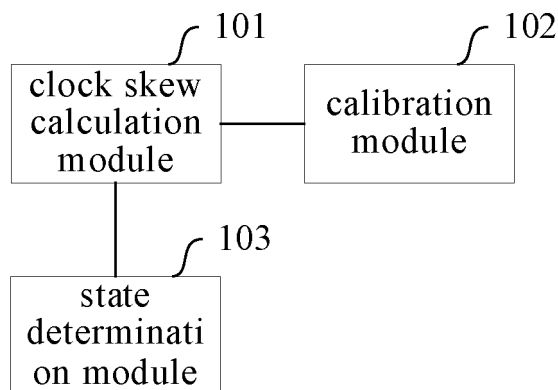 101
clock skew
calculation
module
102
calibration
module
103
state
determinati
on module